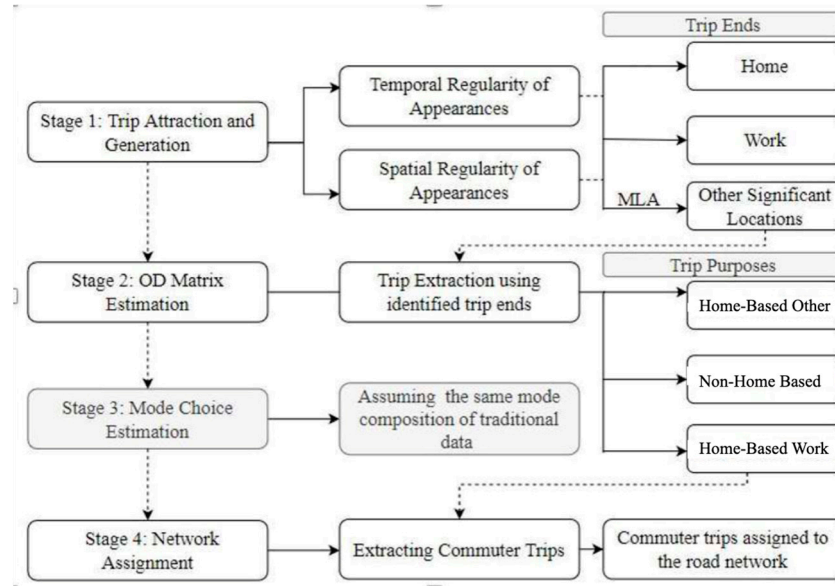 Trip Ends
Temporal Regularity of
Appearances
Home
Stage 1: Trip Attraction and
Generation
Work
Spatial Regularity of
Appearances
MLA
Other Significant
Locations
Stage 2: OD Matrix
Estimation
Trip Extraction using
identified trip ends
Trip Purposes
Home-Based Other
Non-Home Based
Stage 3: Mode Choice
Estimation
Assuming the same mode
composition of traditional
data
Home-Based Work
Stage 4: Network
Assignment
Extracting Commuter Trips
Commuter trips assigned to
the road network